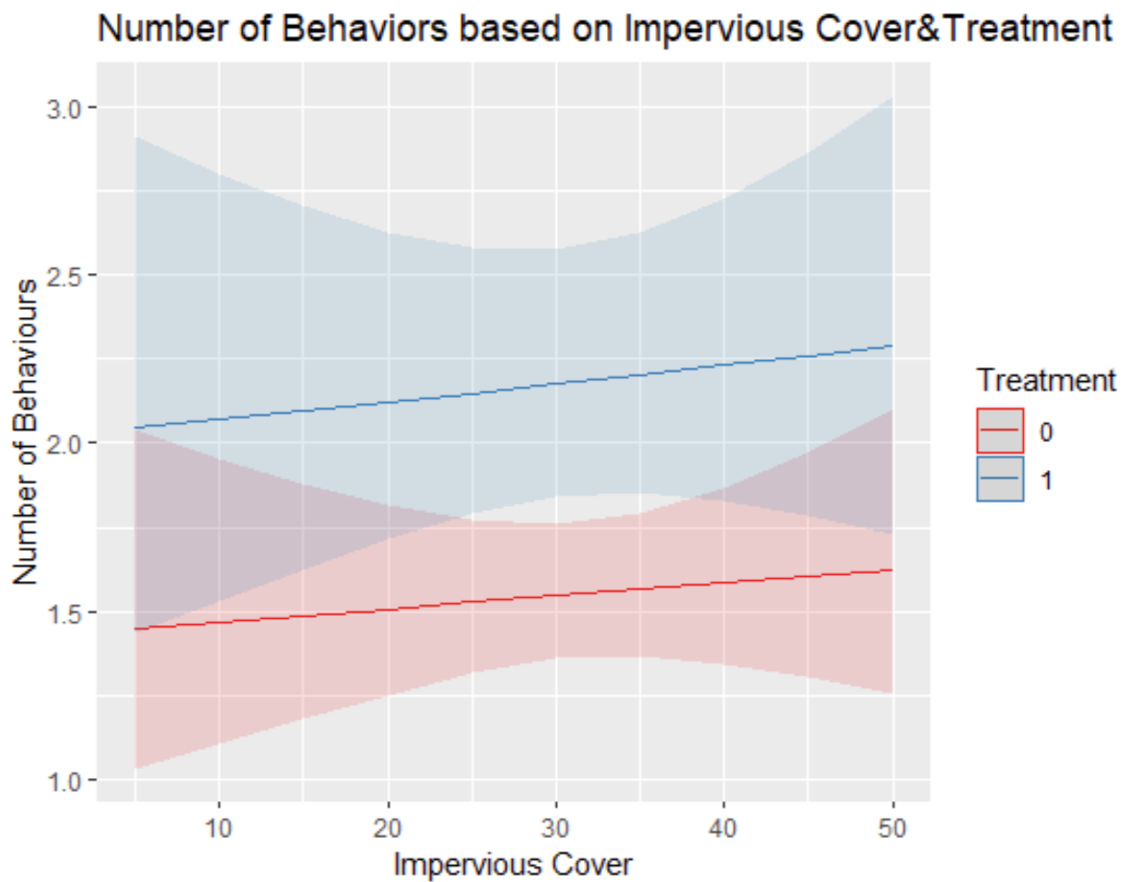 Number of Behaviors based on Impervious Cover&Treatment
3.0
2.5
2.0
1.5
1.0
Number of Behaviours
10 20 30 40 50
Impervious Cover
Treatment
0
1